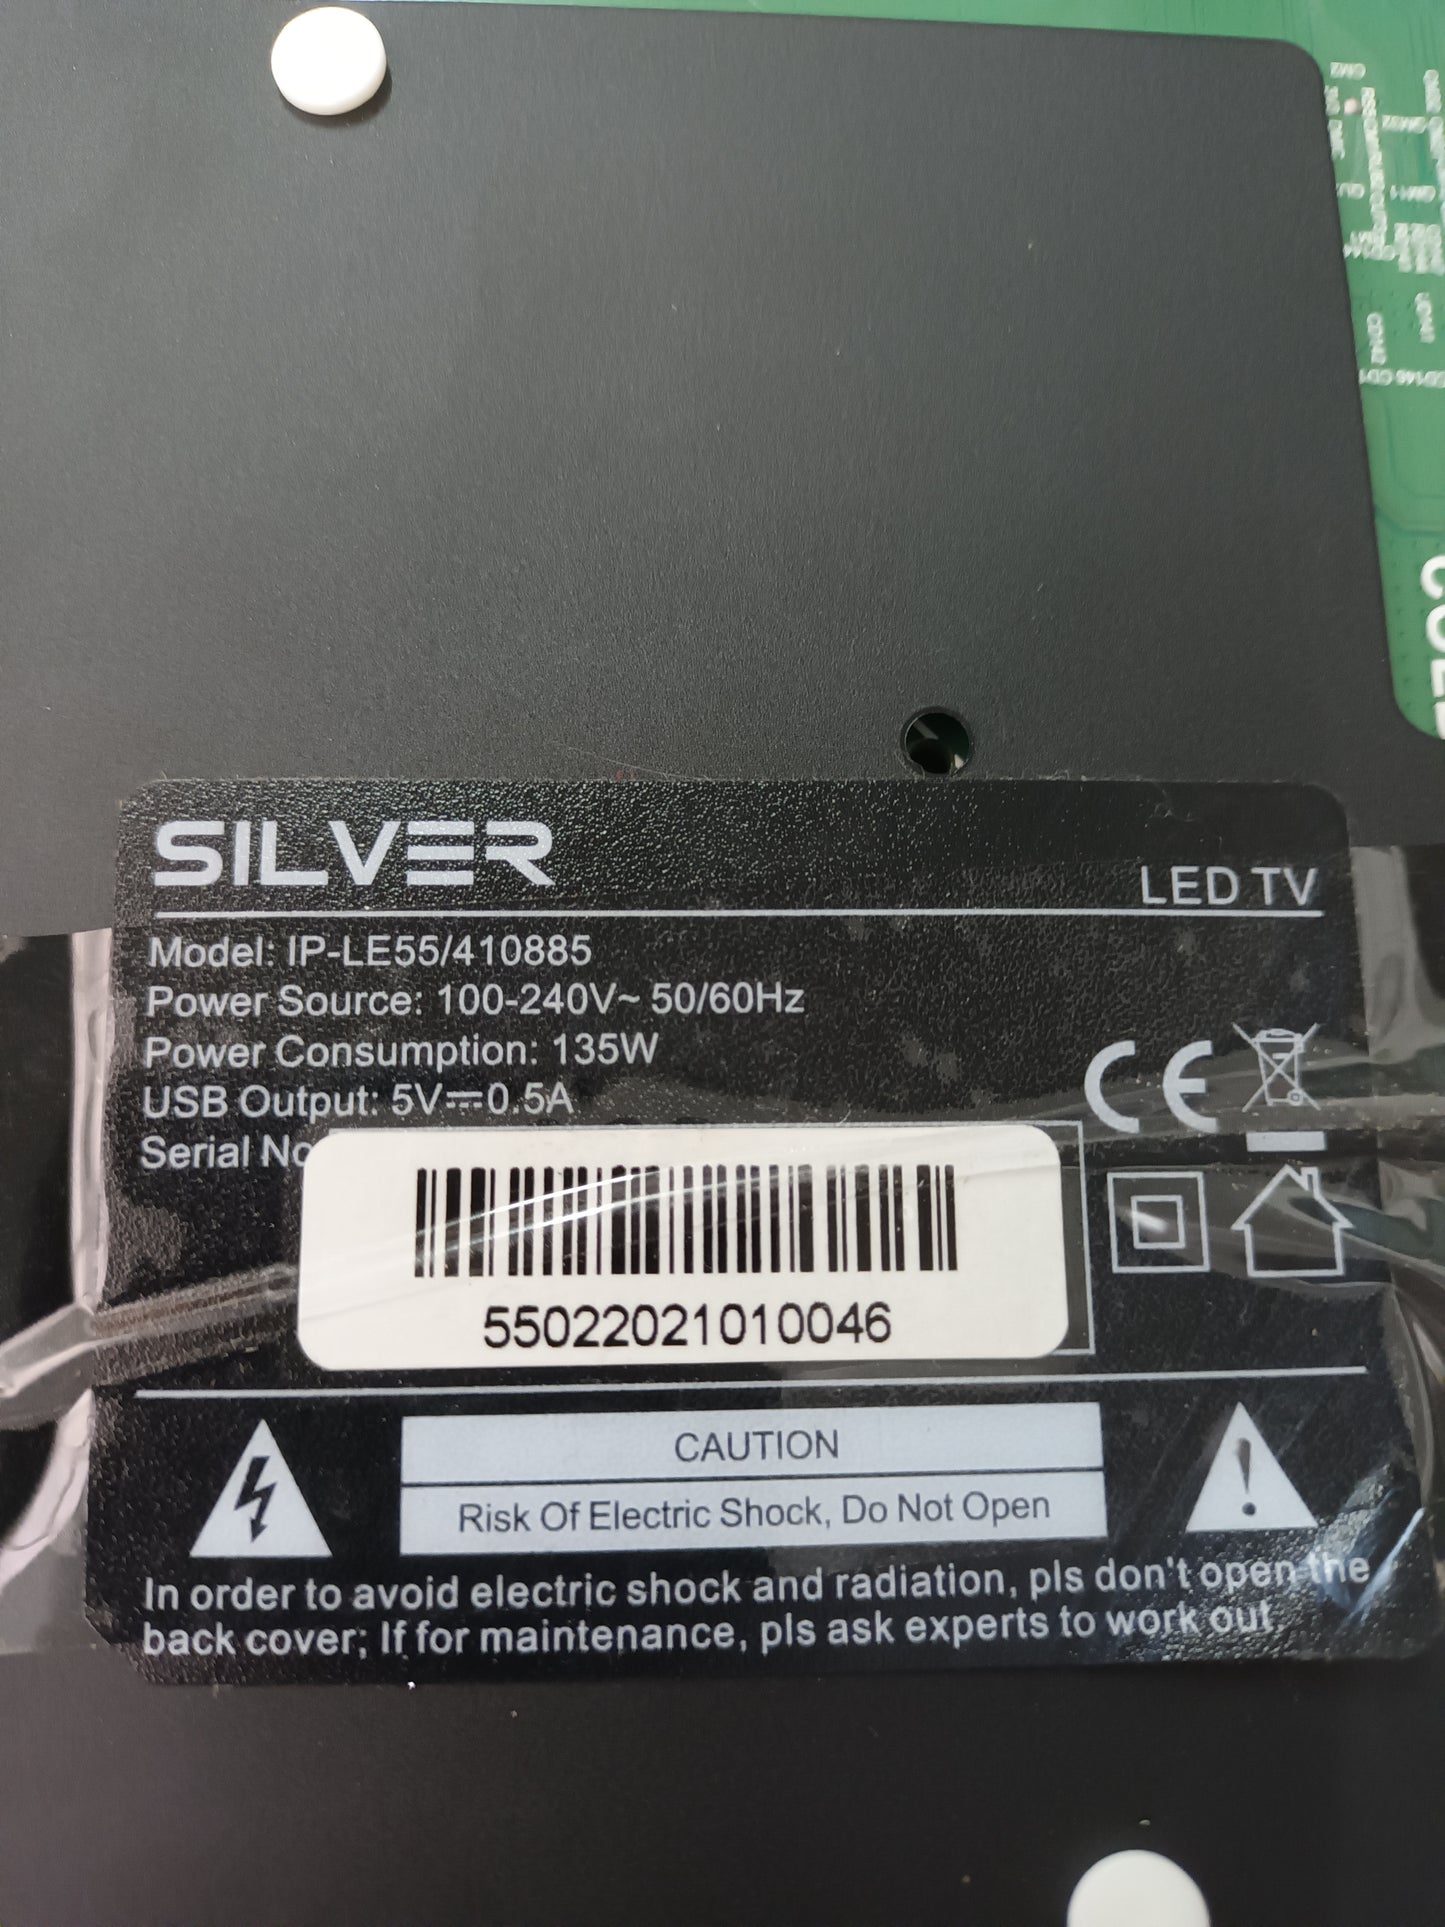 SILVER
LED TV
Model: IP-LE55/410885
Power Source: 100-240V~ 50/60Hz
Power Consumption: 135W
USB Output: 5V⎓0.5A
Serial No
55022021010046
CAUTION
Risk Of Electric Shock, Do Not Open
In order to avoid electric shock and radiation, pls don't open the
back cover; If for maintenance, pls ask experts to work out.